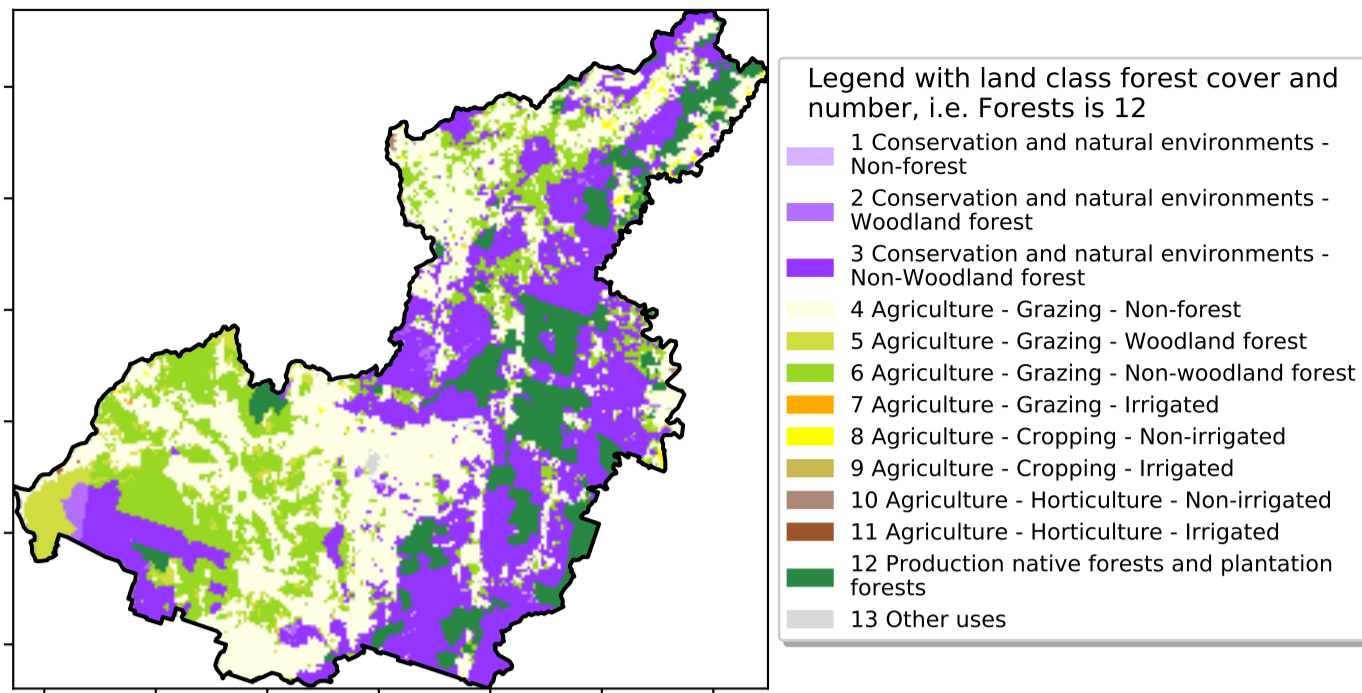 Legend with land class forest cover and
number, i.e. Forests is 12
1 Conservation and natural environments -
Non-forest
2 Conservation and natural environments -
Woodland forest
3 Conservation and natural environments -
Non-Woodland forest
4 Agriculture - Grazing - Non-forest
5 Agriculture - Grazing - Woodland forest
6 Agriculture - Grazing - Non-woodland forest
7 Agriculture - Grazing - Irrigated
8 Agriculture - Cropping - Non-irrigated
9 Agriculture - Cropping - Irrigated
10 Agriculture - Horticulture - Non-irrigated
11 Agriculture - Horticulture - Irrigated
12 Production native forests and plantation
forests
13 Other uses